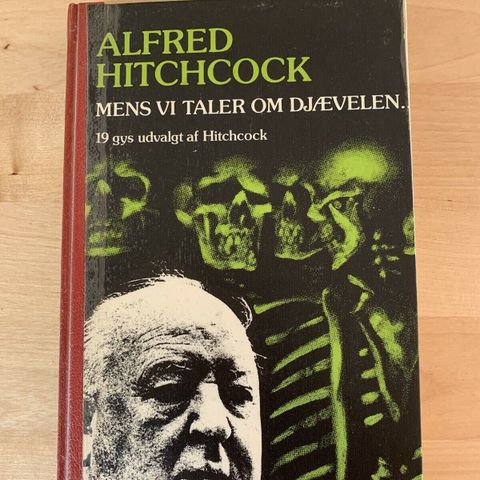 ALFRED
HITCHCOCK
MENS VI TALER OM DJÆVELEN..
19 gys udvalgt af Hitchcock